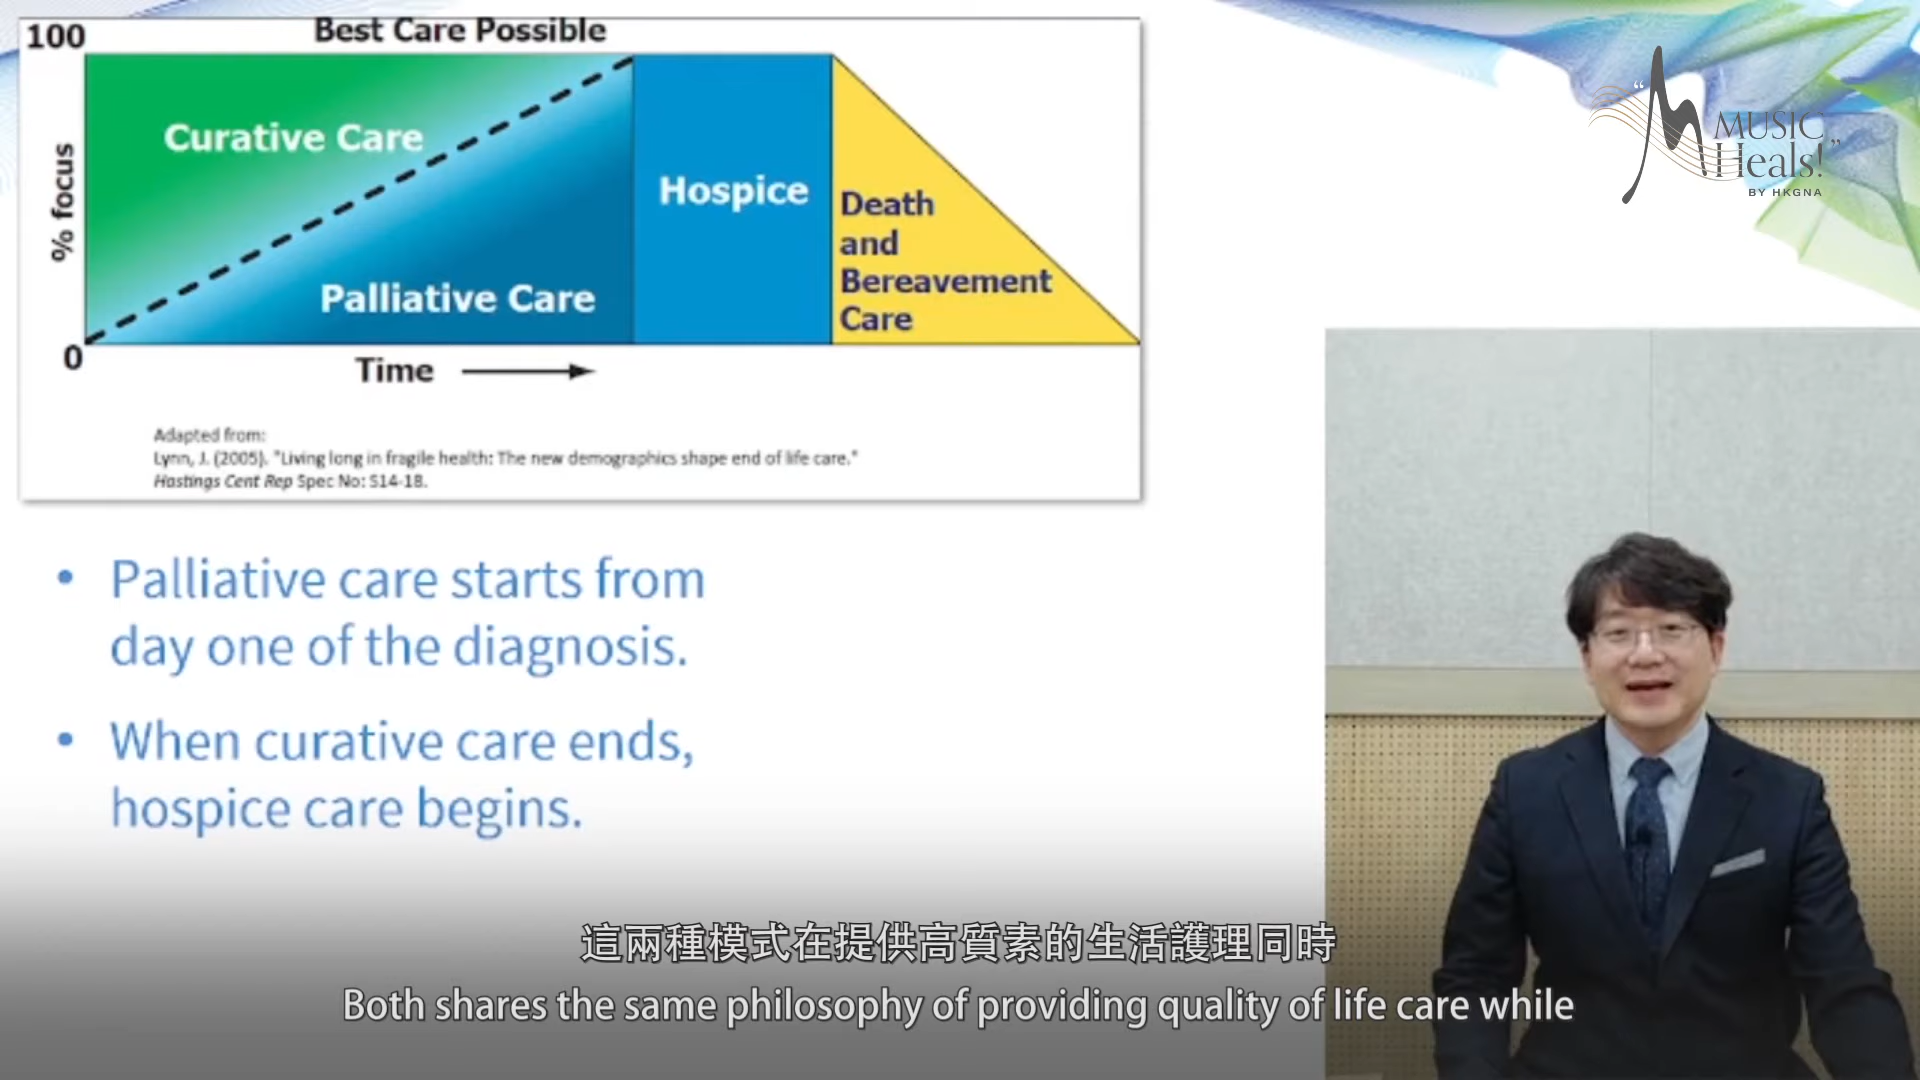 100
Best Care Possible
% focus
Curative Care
Palliative Care
Hospice
Death
and
Bereavement
Care
0
Time
Adapted from:
Lynn, J. (2005). "Living long in fragile health: The new demographics shape end of life care."
Hastings Cent Rep Spec No: S14-18.
"MUSIC
Heals!"
BY HKGNA
• Palliative care starts from
day one of the diagnosis.
• When curative care ends,
hospice care begins.
這兩種模式在提供高質素的生活護理同時
Both shares the same philosophy of providing quality of life care while